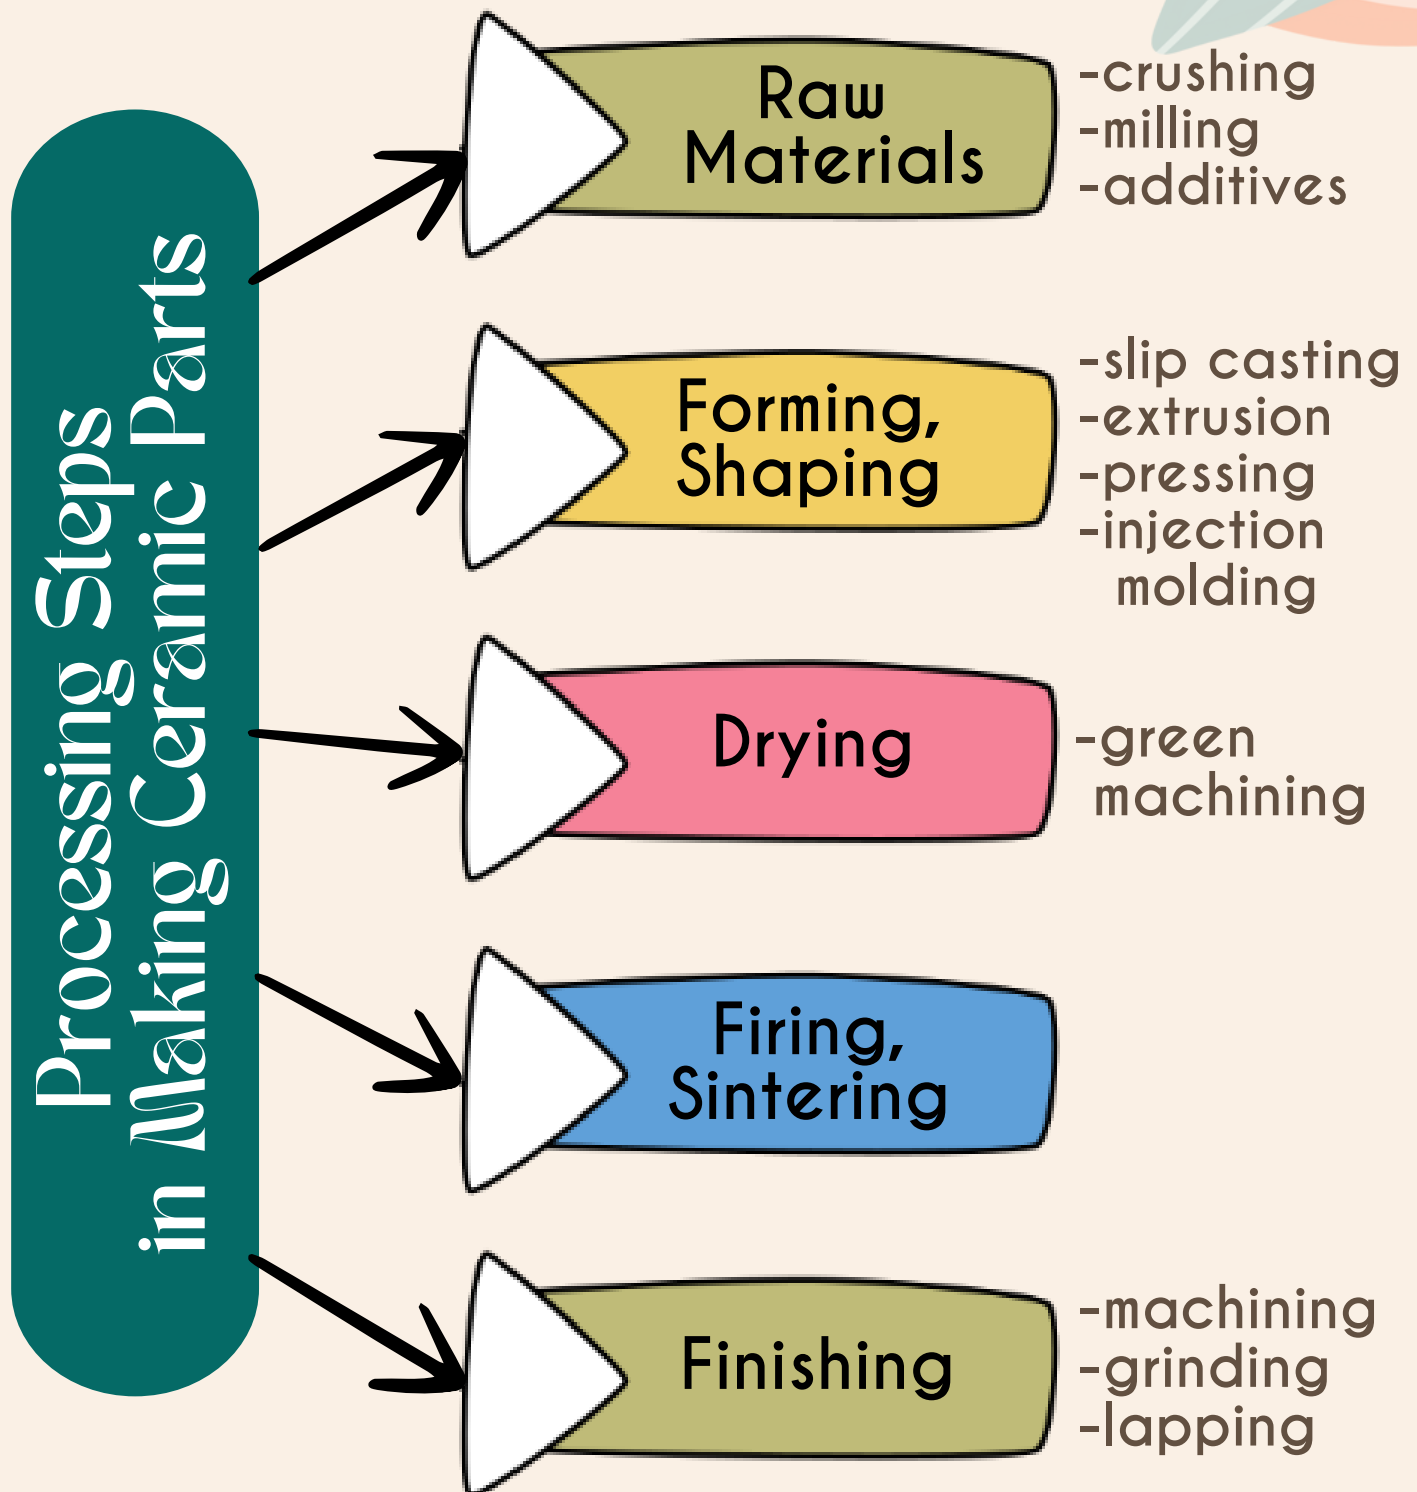 Processing Steps
in Making Ceramic Parts
Raw
Materials
-crushing
-milling
-additives
Forming,
Shaping
-slip casting
-extrusion
-pressing
-injection
molding
Drying
-green
machining
Firing,
Sintering
Finishing
-machining
-grinding
-lapping